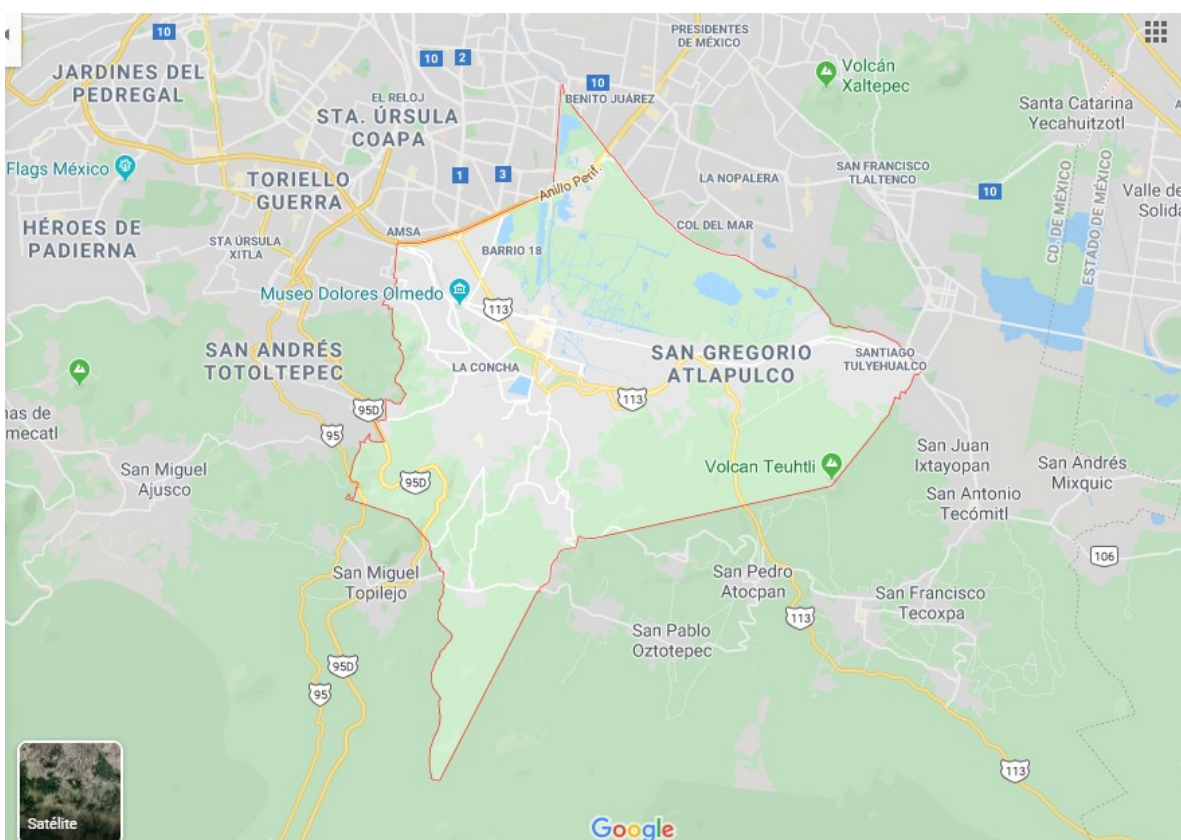 PRESIDENTES
DE MÉXICO
10
2
10
10
Volcán
Xaltepec
JARDINES DEL
PEDREGAL
EL RELOJ
BENITO JUÁREZ
Santa Catarina
Yecahuitzotl
STA. ÚRSULA
COAPA
Flags México
1
3
Anillo Perif..
LA NOPALERA
SAN FRANCISCO
TLALTENCO
10
TORIELLO
GUERRA
Valle de
Solida
HÉROES DE
PADIERNA
STA ÚRSULA
XITLA
AMSA
BARRIO 18
COL DEL MAR
CD. DE MÉXICO
ESTADO DE MÉXICO
Museo Dolores Olmedo
113
SAN ANDRÉS
TOTOLTEPEC
LA CONCHA
SAN GREGORIO
ATLAPULCO
SANTIAGO
TULYEHUALCO
113
95D
95
nas de
mecatl
San Miguel
Ajusco
95D
Volcan Teuhtli
San Juan
Ixtayopan
San Andrés
Mixquic
San Antonio
Tecómitl
106
San Miguel
Topilejo
San Pedro
Atocpan
San Francisco
Tecoxpa
113
San Pablo
Oztotepec
95D
95
113
Satélite
Google